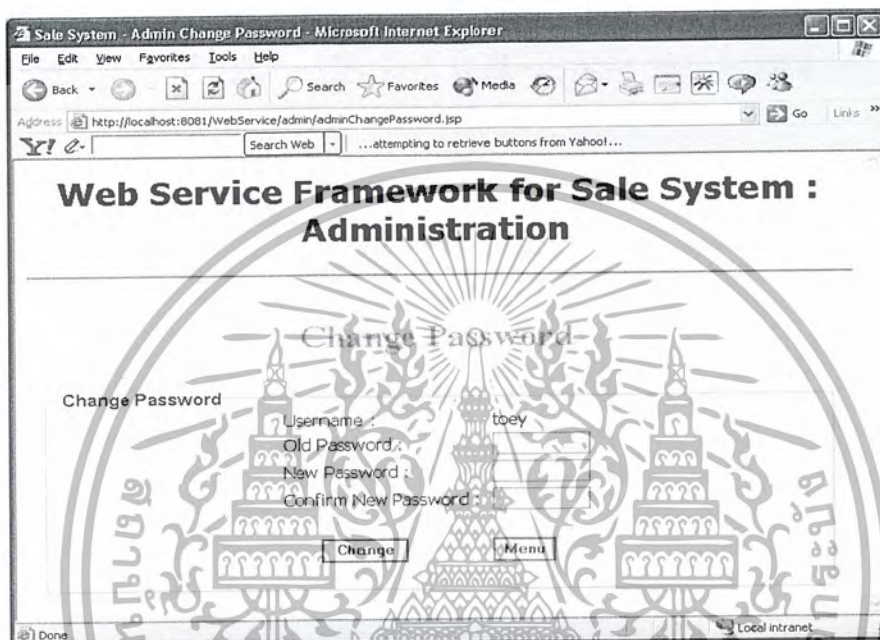 Sale System - Admin Change Password - Microsoft Internet Explorer
File Edit View Favorites Tools Help
Back Search Favorites Media
Address http://localhost:8081/WebService/admin/adminChangePassword.jsp Go Links »
Y! Search Web ...attempting to retrieve buttons from Yahoo!...
Web Service Framework for Sale System :
Administration
Change Password
Change Password
Username : toey
Old Password :
New Password :
Confirm New Password :
Change Menu
Done Local intranet